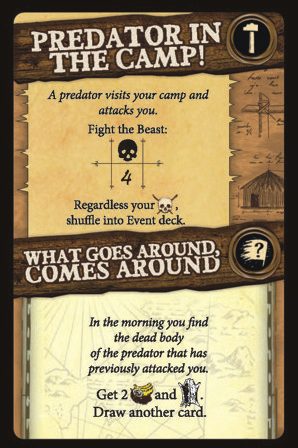 PREDATOR IN
THE CAMP!
A predator visits your camp and
attacks you.
Fight the Beast:
4
Regardless your ,
shuffle into Event deck.
WHAT GOES AROUND,
COMES AROUND
?
In the morning you find
the dead body
of the predator that has
previously attacked you.
Get 2 and .
Draw another card.